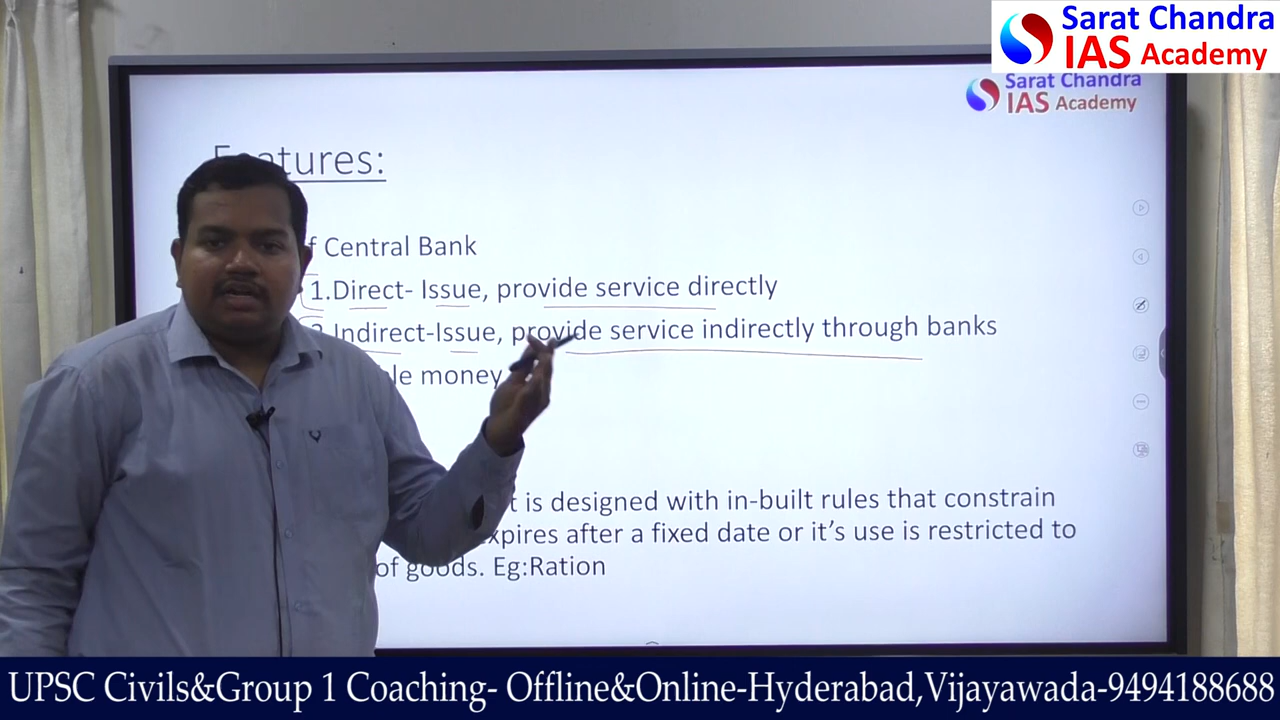 Sarat Chandra
IAS Academy
Sarat Chandra
IAS Academy
Features:
Central Bank
1.Direct- Issue, provide service directly
Indirect-Issue, provide service indirectly through banks
money
is designed with in-built rules that constrain
expires after a fixed date or it's use is restricted to
of goods. Eg:Ration
UPSC Civils&Group 1 Coaching- Offline&Online-Hyderabad,Vijayawada-9494188688